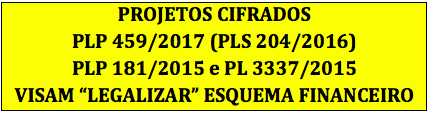 PROJETOS CIFRADOS
PLP 459/2017 (PLS 204/2016)
PLP 181/2015 e PL 3337/2015
VISAM “LEGALIZAR” ESQUEMA FINANCEIRO